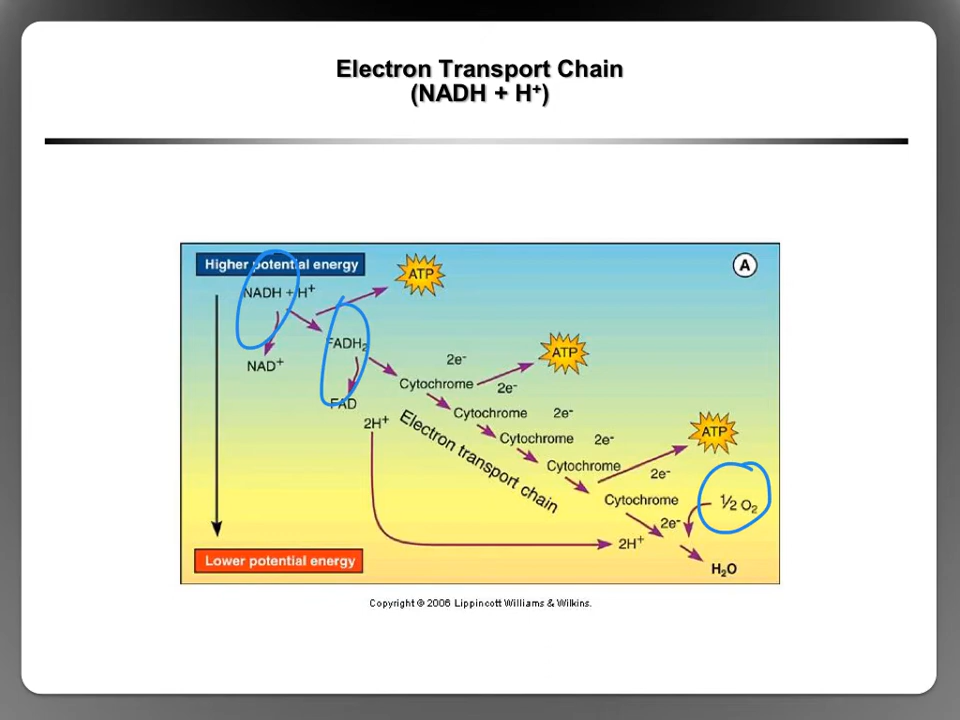 Electron Transport Chain
(NADH + H⁺)
Higher potential energy
A
NADH + H⁺
ATP
FADH₂
NAD⁺
ATP
2e⁻
Cytochrome
2e⁻
FAD
Cytochrome
2e⁻
2H⁺
Electron transport chain
Cytochrome
2e⁻
ATP
Cytochrome
2e⁻
Cytochrome
½ O₂
2e⁻
2H⁺
Lower potential energy
H₂O
Copyright © 2006 Lippincott Williams & Wilkins.